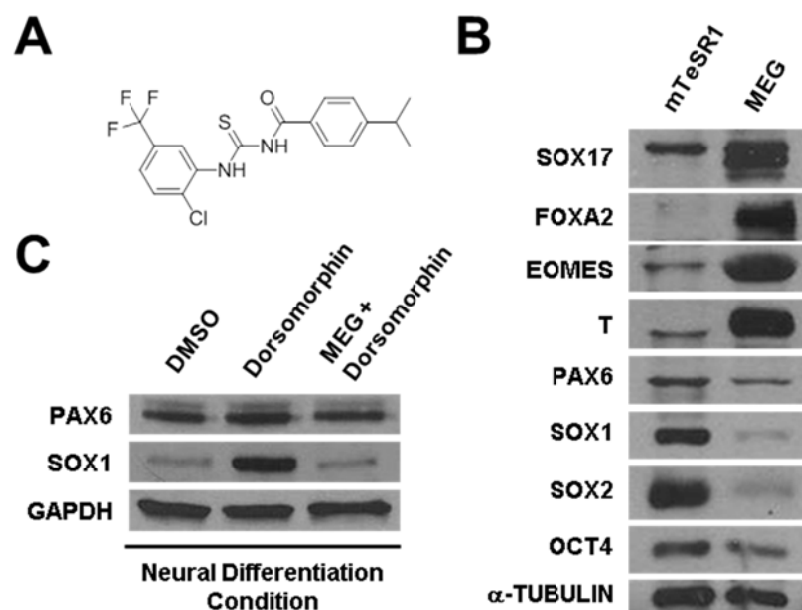 A
F
F
F
S
O
NH
NH
Cl
B
mTeSR1
MEG
SOX17
FOXA2
EOMES
T
PAX6
SOX1
SOX2
OCT4
α-TUBULIN
C
DMSO
Dorsomorphin
MEG+
Dorsomorphin
PAX6
SOX1
GAPDH
Neural Differentiation
Condition